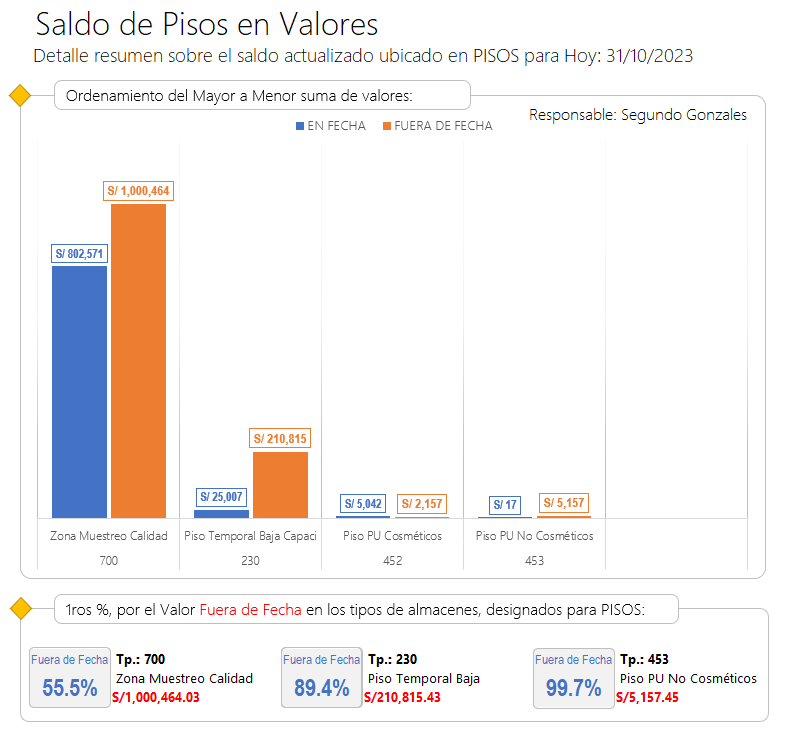 Saldo de Pisos en Valores
Detalle resumen sobre el saldo actualizado ubicado en PISOS para Hoy: 31/10/2023
Ordenamiento del Mayor a Menor suma de valores:
Responsable: Segundo Gonzales
EN FECHA FUERA DE FECHA
S/ 1,000,464
S/ 802,571
S/ 210,815
S/ 25,007
S/ 5,042
S/ 2,157
S/ 17
S/ 5,157
Zona Muestreo Calidad Piso Temporal Baja Capaci Piso PU Cosméticos Piso PU No Cosméticos
700 230 452 453
1ros %, por el Valor Fuera de Fecha en los tipos de almacenes, designados para PISOS:
Fuera de Fecha
55.5%
Tp.: 700
Zona Muestreo Calidad
S/1,000,464.03
Fuera de Fecha
89.4%
Tp.: 230
Piso Temporal Baja
S/210,815.43
Fuera de Fecha
99.7%
Tp.: 453
Piso PU No Cosméticos
S/5,157.45